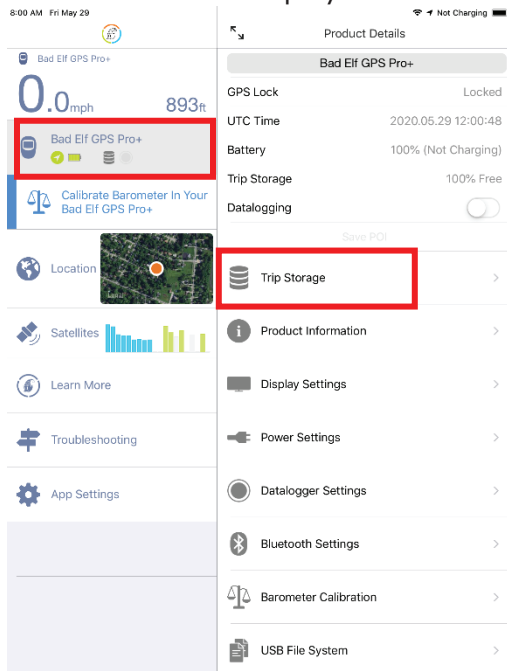 8:00 AM Fri May 29
Not Charging
Bad Elf GPS Pro+
0.0mph
893ft
Bad Elf GPS Pro+
Calibrate Barometer In Your
Bad Elf GPS Pro+
Location
Satellites
Learn More
Troubleshooting
App Settings
Product Details
Bad Elf GPS Pro+
GPS Lock Locked
UTC Time 2020.05.29 12:00:48
Battery 100% (Not Charging)
Trip Storage 100% Free
Datalogging
Save POI
Trip Storage
Product Information
Display Settings
Power Settings
Datalogger Settings
Bluetooth Settings
Barometer Calibration
USB File System